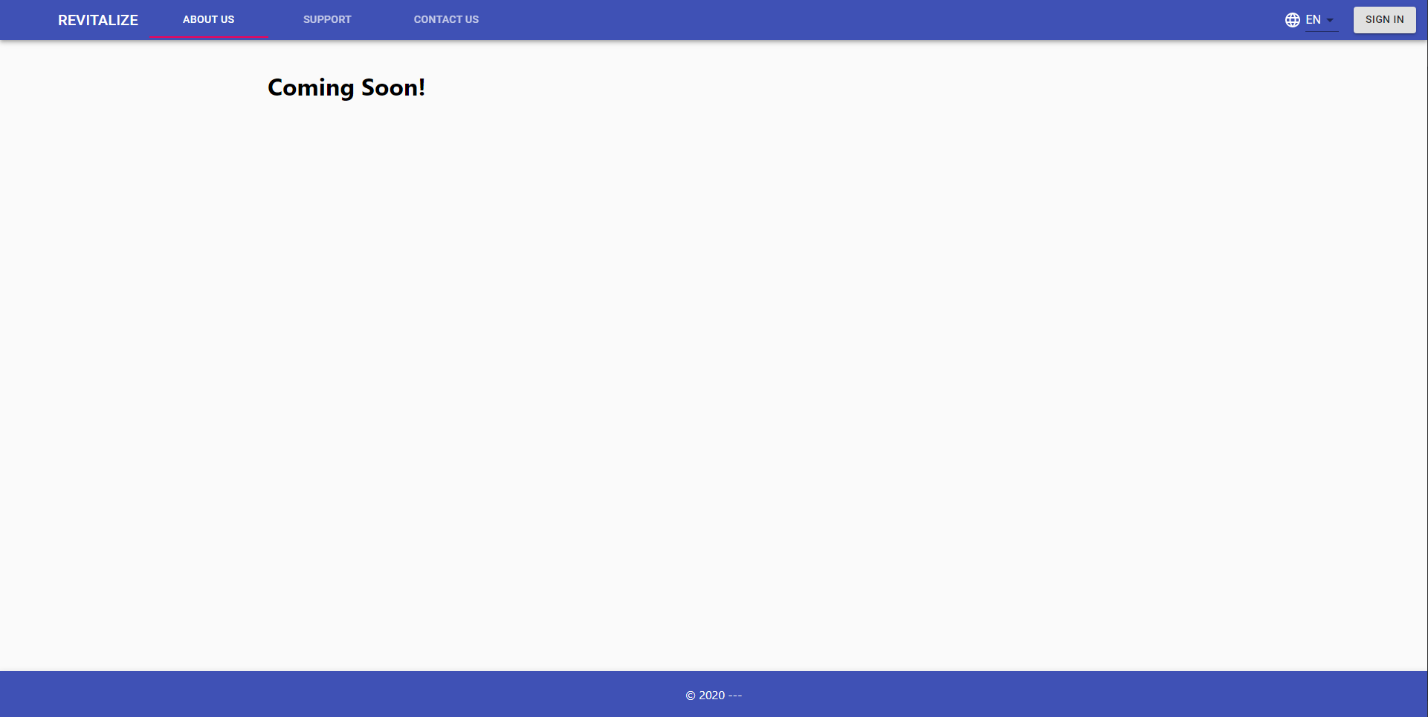 REVITALIZE ABOUT US SUPPORT CONTACT US EN SIGN IN
Coming Soon!
© 2020 ---